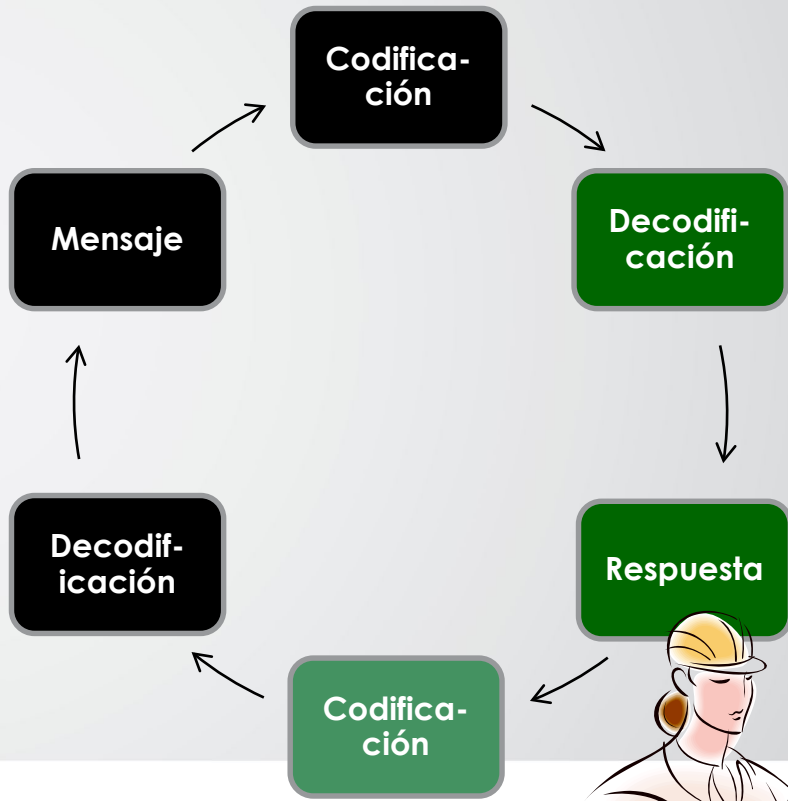 Codifica-
ción
Mensaje
Decodifi-
cación
Decodif-
icación
Respuesta
Codifica-
ción